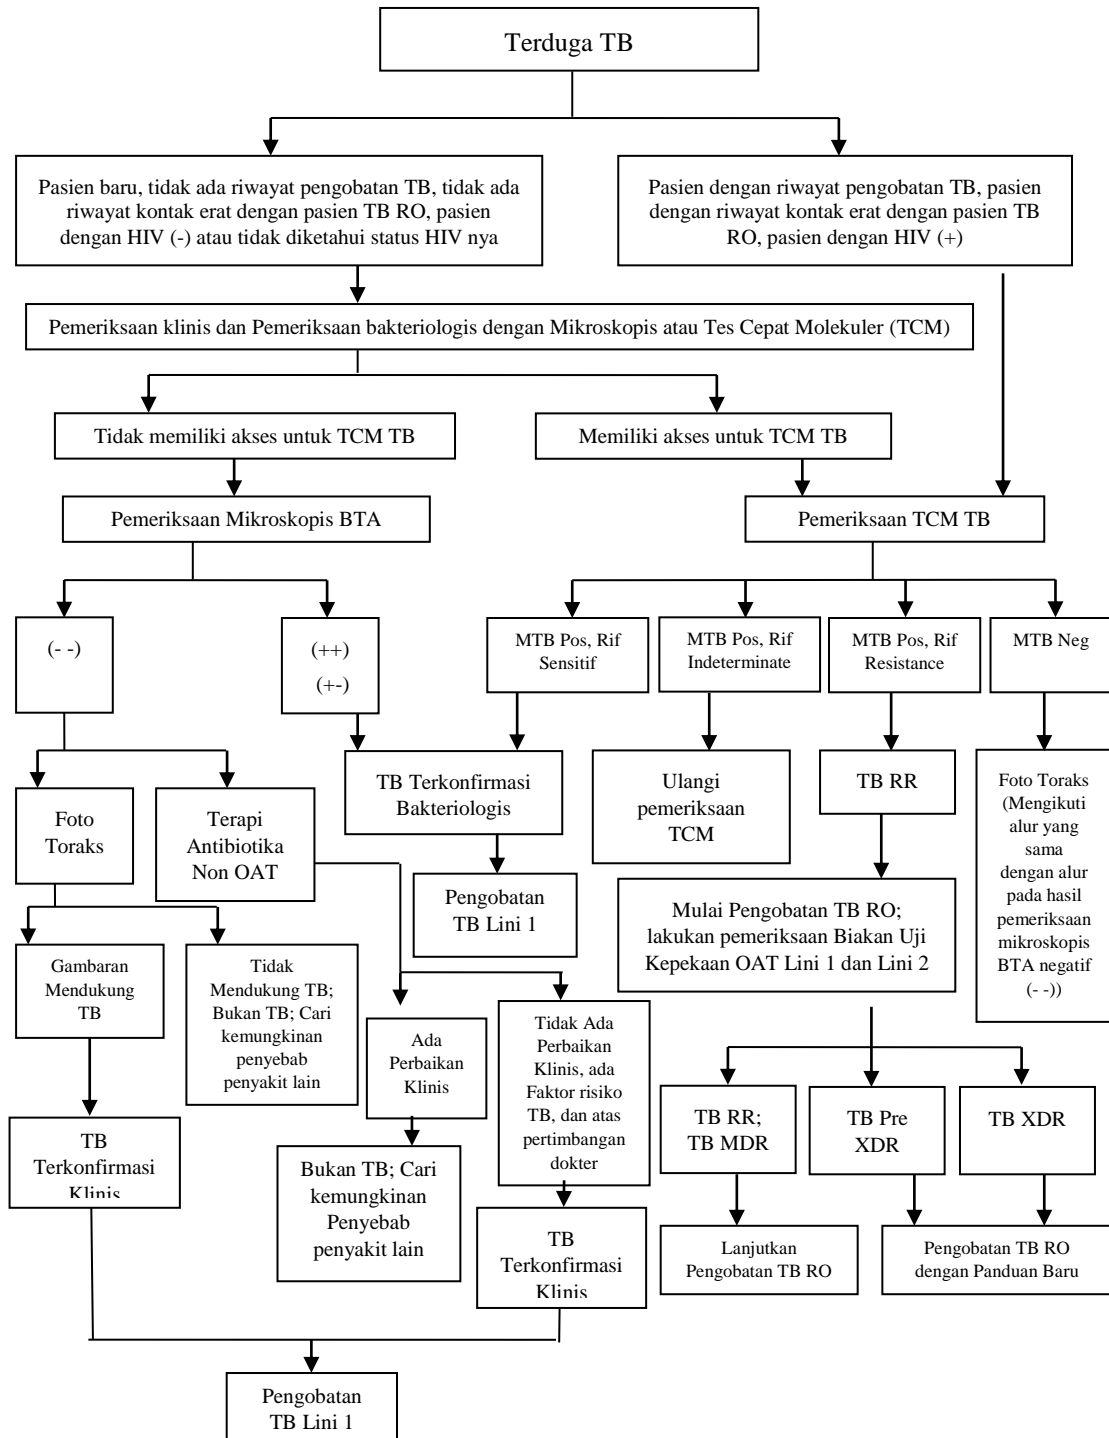 Terduga TB
Pasien baru, tidak ada riwayat pengobatan TB, tidak ada
riwayat kontak erat dengan pasien TB RO, pasien
dengan HIV (-) atau tidak diketahui status HIV nya
Pasien dengan riwayat pengobatan TB, pasien
dengan riwayat kontak erat dengan pasien TB
RO, pasien dengan HIV (+)
Pemeriksaan klinis dan Pemeriksaan bakteriologis dengan Mikroskopis atau Tes Cepat Molekuler (TCM)
Tidak memiliki akses untuk TCM TB
Memiliki akses untuk TCM TB
Pemeriksaan Mikroskopis BTA
Pemeriksaan TCM TB
(- -)
(++)
(+-)
MTB Pos, Rif
Sensitif
MTB Pos, Rif
Indeterminate
MTB Pos, Rif
Resistance
MTB Neg
Foto
Toraks
Terapi
Antibiotika
Non OAT
TB Terkonfirmasi
Bakteriologis
Ulangi
pemeriksaan
TCM
TB RR
Foto Toraks
(Mengikuti
alur yang
sama
dengan alur
pada hasil
pemeriksaan
mikroskopis
BTA negatif
(- -))
Pengobatan
TB Lini 1
Mulai Pengobatan TB RO;
lakukan pemeriksaan Biakan Uji
Kepekaan OAT Lini 1 dan Lini 2
Gambaran
Mendukung
TB
Tidak
Mendukung TB;
Bukan TB; Cari
kemungkinan
penyebab
penyakit lain
Ada
Perbaikan
Klinis
Tidak Ada
Perbaikan
Klinis, ada
Faktor risiko
TB, dan atas
pertimbangan
dokter
TB RR;
TB MDR
TB Pre
XDR
TB XDR
TB
Terkonfirmasi
Klinis
Bukan TB; Cari
kemungkinan
Penyebab
penyakit lain
TB
Terkonfirmasi
Klinis
Lanjutkan
Pengobatan TB RO
Pengobatan TB RO
dengan Panduan Baru
Pengobatan
TB Lini 1